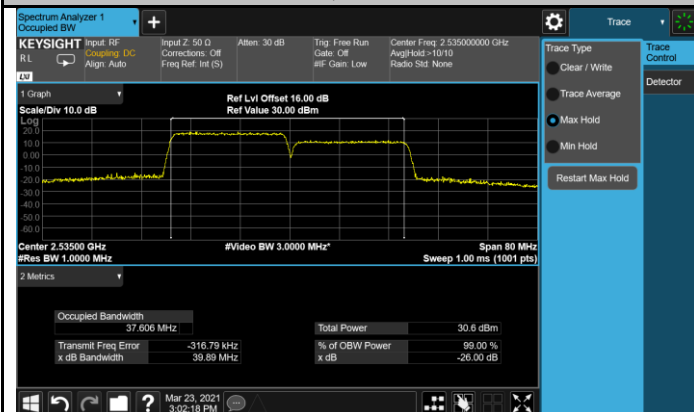 Spectrum Analyzer 1
Occupied BW
Trace
KEYSIGHT
Input: RF
Input Z: 50 Ω
Atten: 30 dB
Trig: Free Run
Center Freq: 2.535000000 GHz
R L
Coupling: DC
Corrections: Off
Gate: Off
Avg|Hold:>10/10
Align: Auto
Freq Ref: Int (S)
#IF Gain: Low
Radio Std: None
LXI
Trace Type
Clear / Write
Trace Average
Max Hold
Min Hold
Restart Max Hold
Trace
Control
Detector
1 Graph
Ref Lvl Offset 16.00 dB
Scale/Div 10.0 dB
Ref Value 30.00 dBm
Log
20.0
10.0
0.00
-10.0
-20.0
-30.0
-40.0
-50.0
-60.0
Center 2.53500 GHz
#Video BW 3.0000 MHz*
Span 80 MHz
#Res BW 1.0000 MHz
Sweep 1.00 ms (1001 pts)
2 Metrics
Occupied Bandwidth
37.606 MHz
Total Power
30.6 dBm
Transmit Freq Error
-316.79 kHz
% of OBW Power
99.00 %
x dB Bandwidth
39.89 MHz
x dB
-26.00 dB
?
Mar 23, 2021
3:02:18 PM